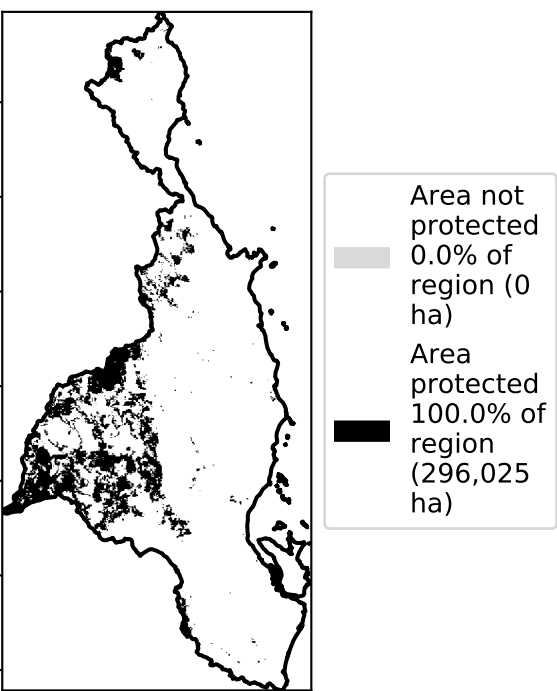 Area not
protected
0.0% of
region (0
ha)
Area
protected
100.0% of
region
(296,025
ha)